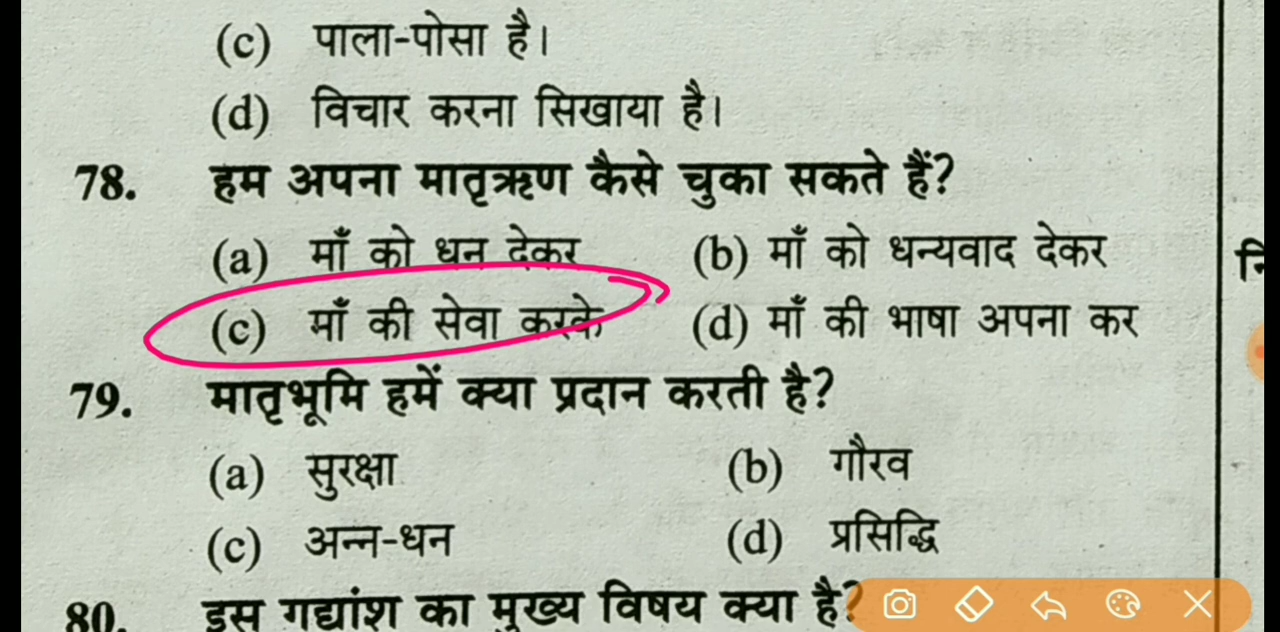 (c) पाला-पोसा है।
(d) विचार करना सिखाया है।
78. हम अपना मातृऋण कैसे चुका सकते हैं?
(a) माँ को धन देकर (b) माँ को धन्यवाद देकर
(c) माँ की सेवा करके (d) माँ की भाषा अपना कर
79. मातृभूमि हमें क्या प्रदान करती है?
(a) सुरक्षा (b) गौरव
(c) अन्न-धन (d) प्रसिद्धि
80. इस गद्यांश का मुख्य विषय क्या है?